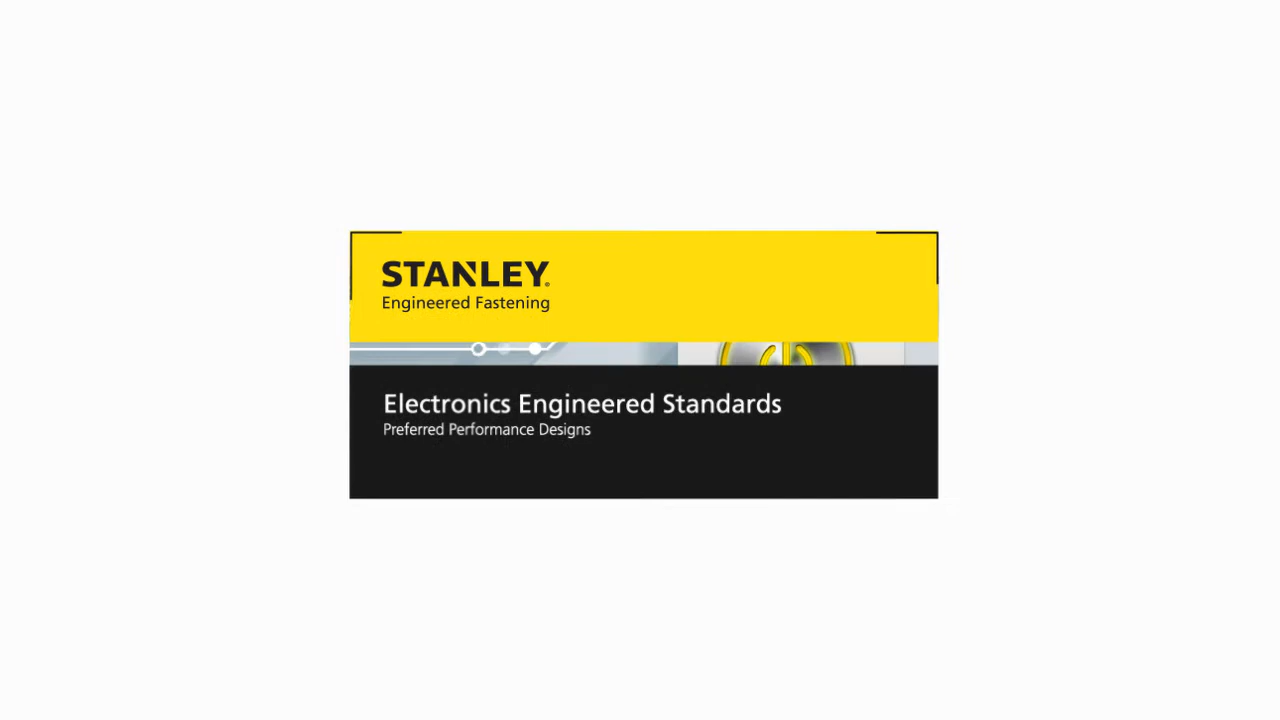 STANLEY®
Engineered Fastening
Electronics Engineered Standards
Preferred Performance Designs